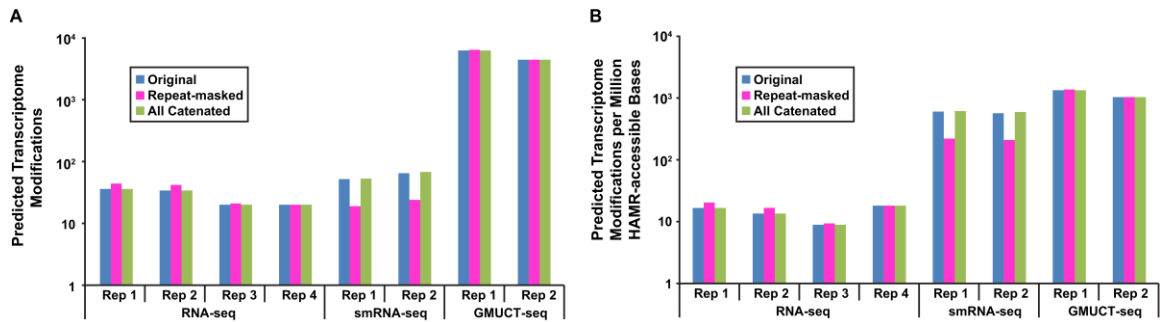 A
Predicted Transcriptome
Modifications
10⁴
10³
10²
10
1
Original
Repeat-masked
All Catenated
Rep 1 Rep 2 Rep 3 Rep 4 Rep 1 Rep 2 Rep 1 Rep 2
RNA-seq smRNA-seq GMUCT-seq
B
Predicted Transcriptome
Modifications per Million
HAMR-accessible Bases
10⁴
10³
10²
10
1
Original
Repeat-masked
All Catenated
Rep 1 Rep 2 Rep 3 Rep 4 Rep 1 Rep 2 Rep 1 Rep 2
RNA-seq smRNA-seq GMUCT-seq